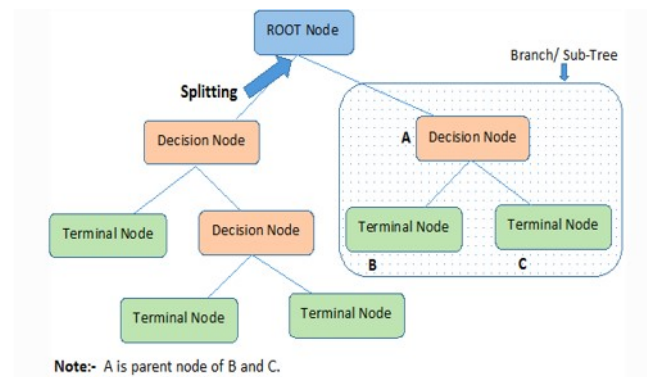 ROOT Node
Branch/ Sub-Tree
Splitting
Decision Node
A
Decision Node
Terminal Node
Decision Node
Terminal Node
Terminal Node
B
C
Terminal Node
Terminal Node
Note:- A is parent node of B and C.